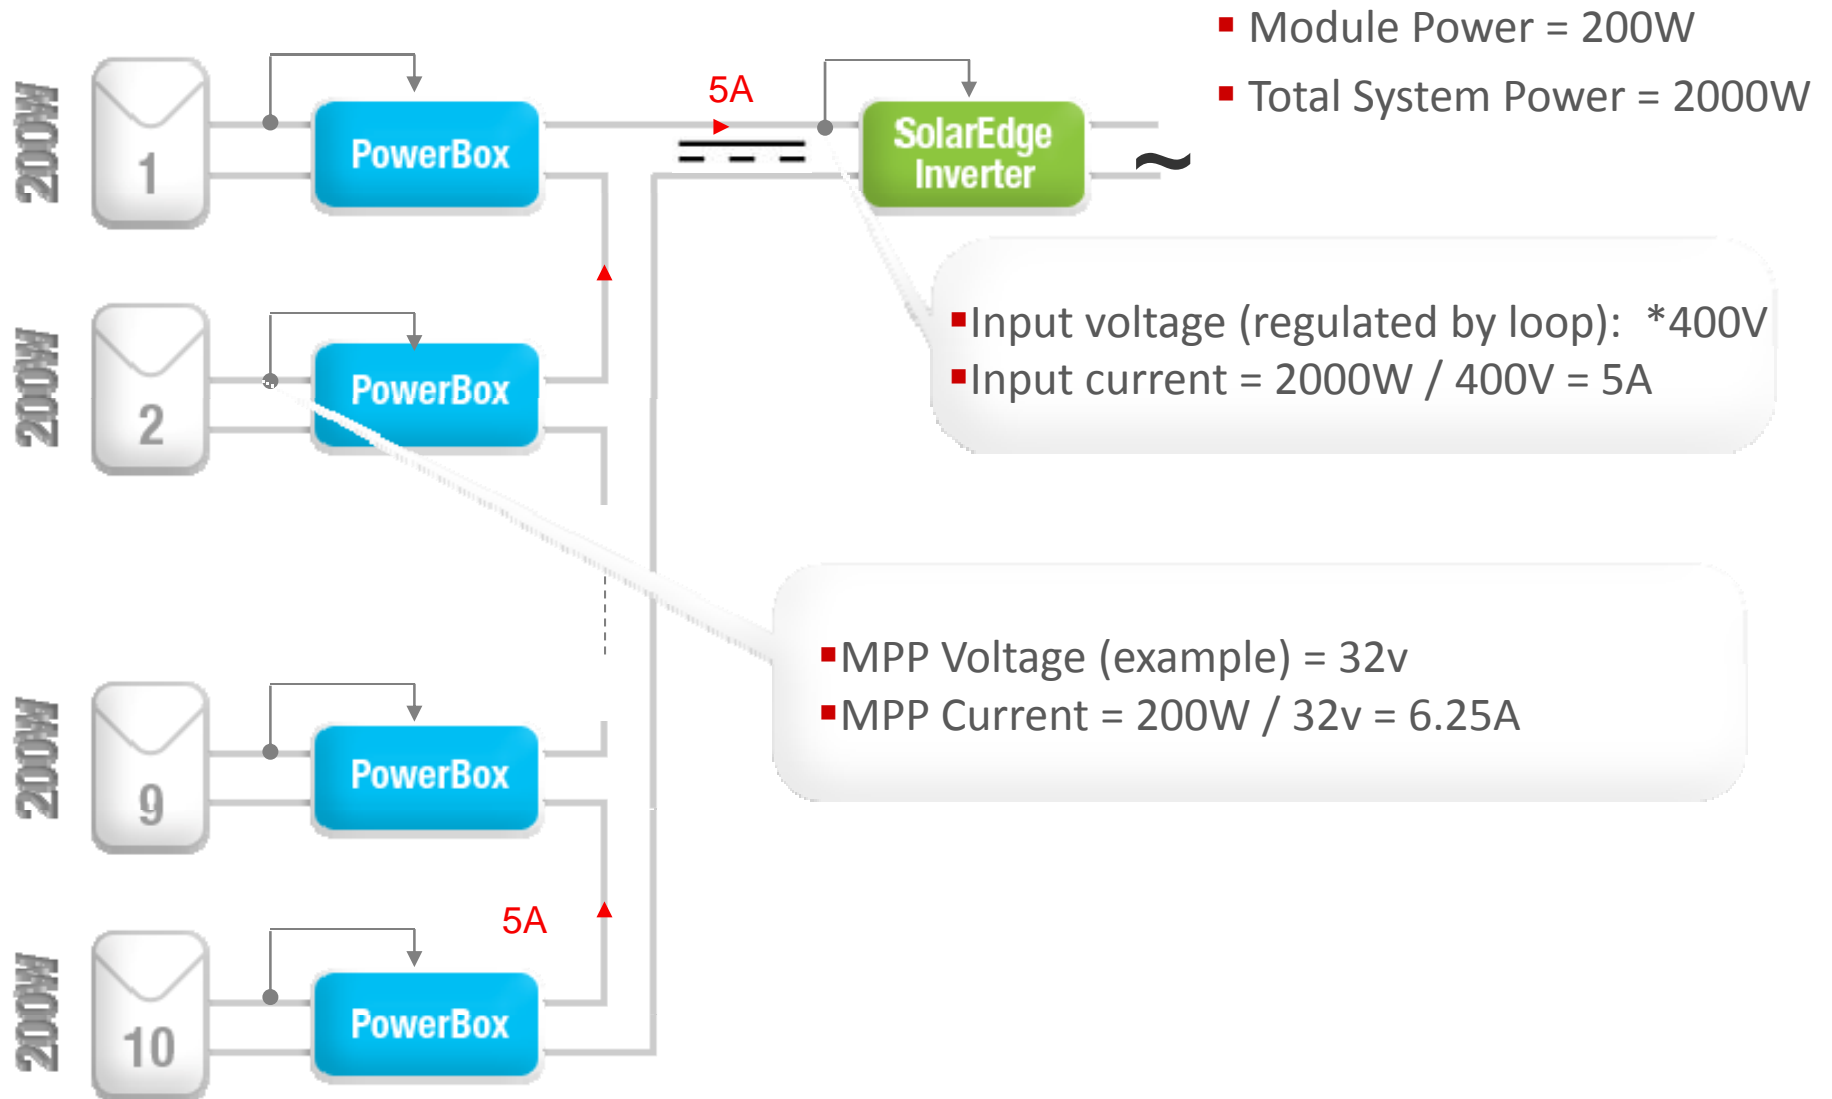 ▪ Module Power = 200W
▪ Total System Power = 2000W
200W
1
PowerBox
5A
SolarEdge
Inverter
~
200W
2
PowerBox
▪Input voltage (regulated by loop): *400V
▪Input current = 2000W / 400V = 5A
▪MPP Voltage (example) = 32v
▪MPP Current = 200W / 32v = 6.25A
200W
9
PowerBox
5A
200W
10
PowerBox